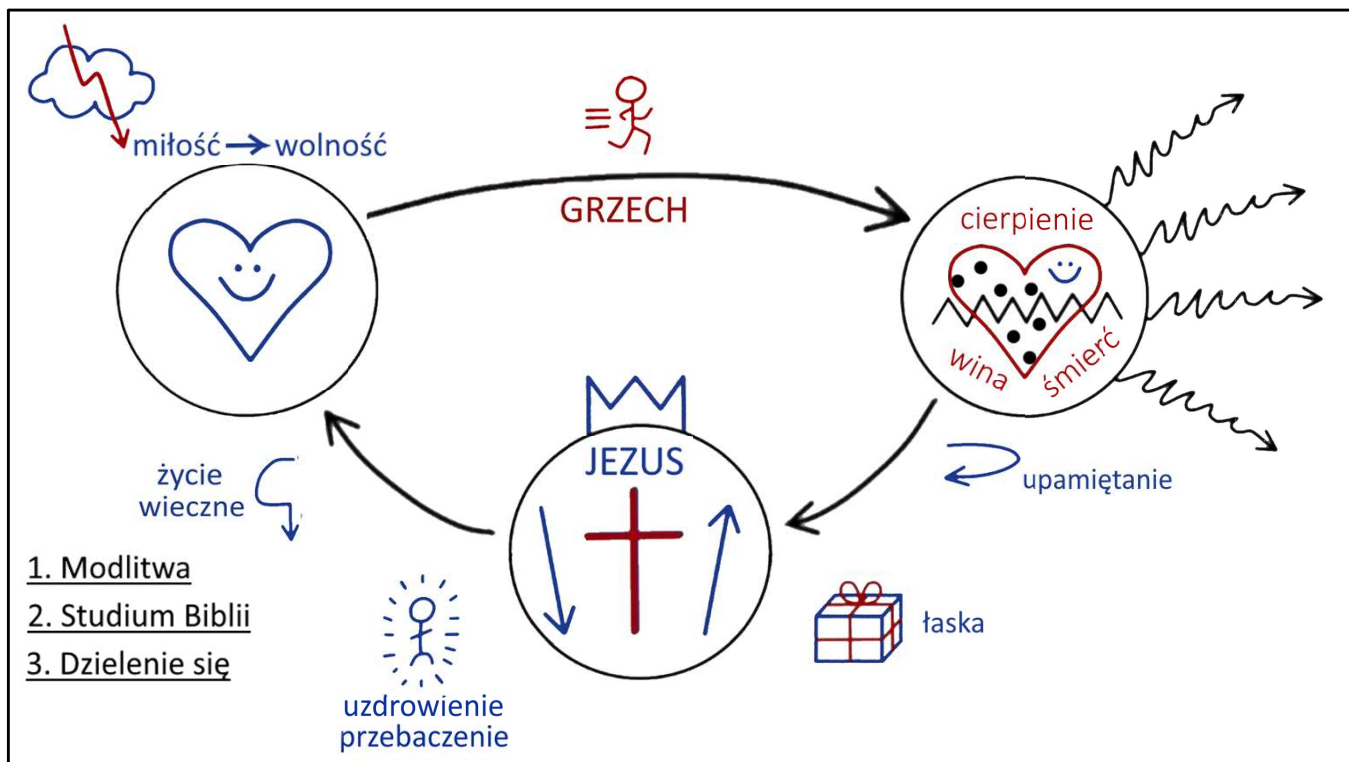 miłość → wolność
GRZECH
cierpienie
wina
śmierć
JEZUS
upamiętanie
łaska
uzdrowienie
przebaczenie
życie
wieczne
1. Modlitwa
2. Studium Biblii
3. Dzielenie się